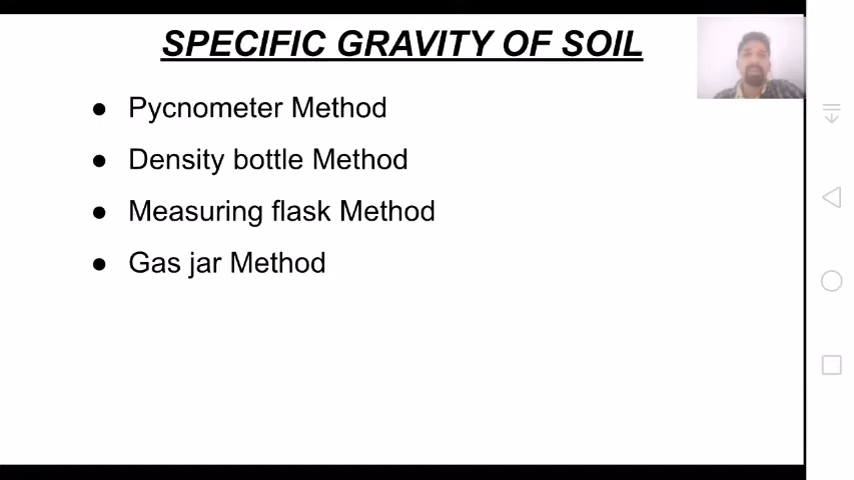 SPECIFIC GRAVITY OF SOIL
● Pycnometer Method
● Density bottle Method
● Measuring flask Method
● Gas jar Method